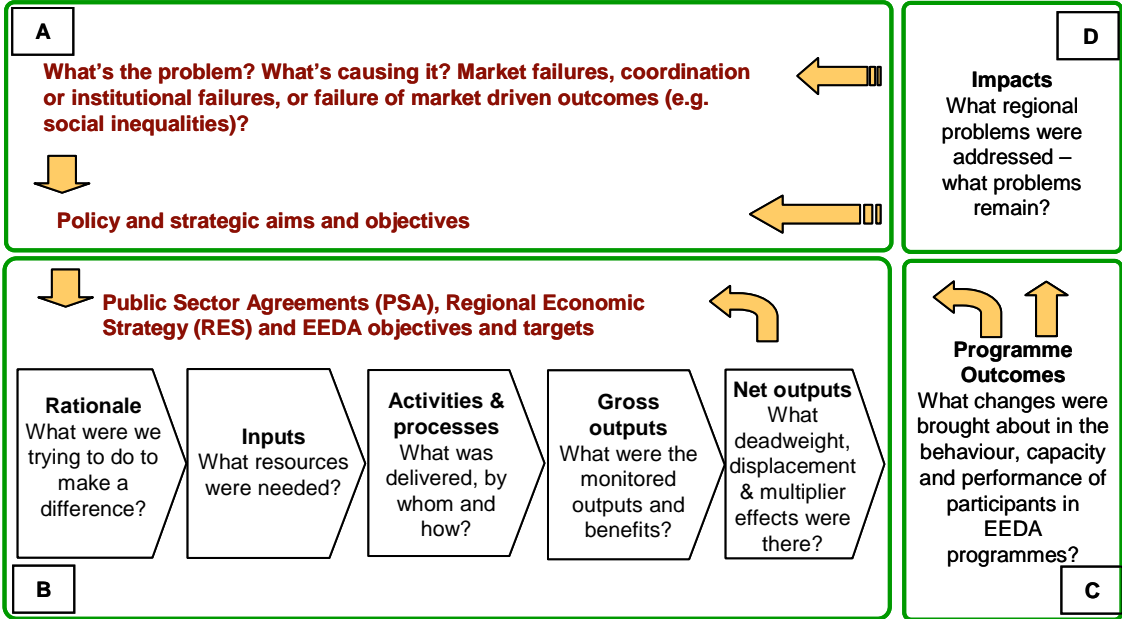 A
What's the problem? What's causing it? Market failures, coordination
or institutional failures, or failure of market driven outcomes (e.g.
social inequalities)?
Policy and strategic aims and objectives
D
Impacts
What regional
problems were
addressed –
what problems
remain?
Public Sector Agreements (PSA), Regional Economic
Strategy (RES) and EEDA objectives and targets
Rationale
What were we
trying to do to
make a
difference?
Inputs
What resources
were needed?
Activities &
processes
What was
delivered, by
whom and
how?
Gross
outputs
What were the
monitored
outputs and
benefits?
Net outputs
What
deadweight,
displacement
& multiplier
effects were
there?
B
Programme
Outcomes
What changes were
brought about in the
behaviour, capacity
and performance of
participants in
EEDA
programmes?
C